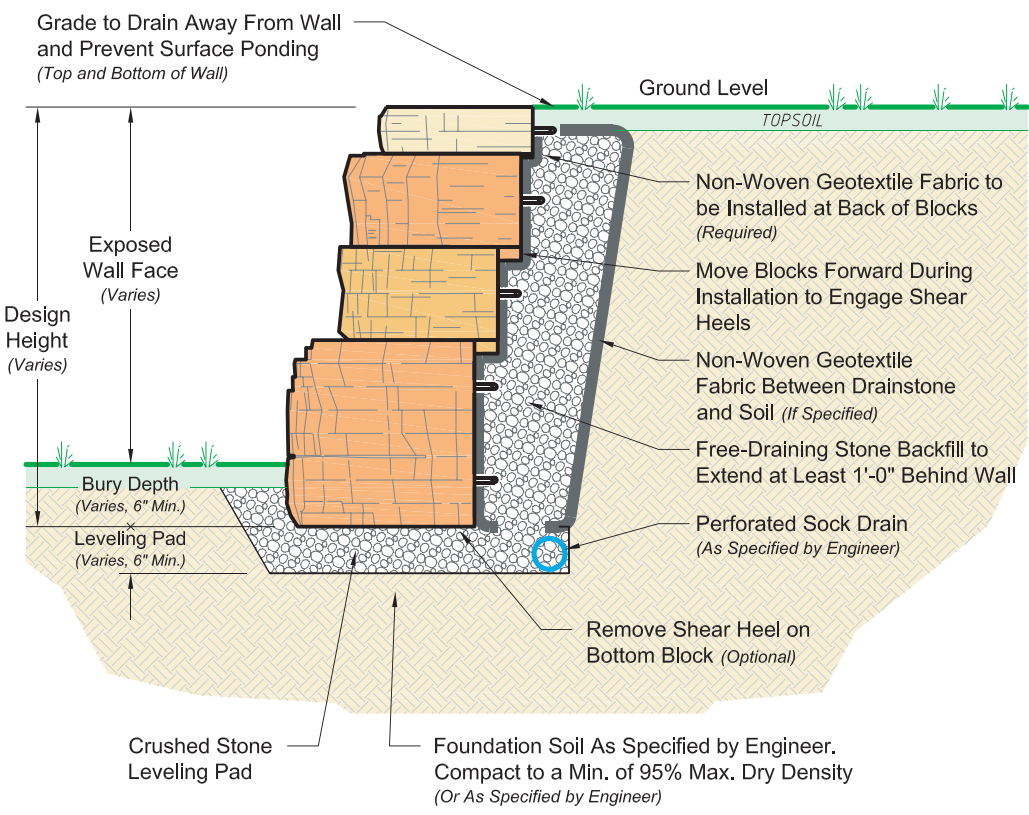 Grade to Drain Away From Wall
and Prevent Surface Ponding
(Top and Bottom of Wall)
Ground Level
TOPSOIL
Non-Woven Geotextile Fabric to
be Installed at Back of Blocks
(Required)
Exposed
Wall Face
(Varies)
Move Blocks Forward During
Installation to Engage Shear
Heels
Design
Height
(Varies)
Non-Woven Geotextile
Fabric Between Drainstone
and Soil (If Specified)
Free-Draining Stone Backfill to
Extend at Least 1'-0" Behind Wall
Bury Depth
(Varies, 6" Min.)
Leveling Pad
(Varies, 6" Min.)
Perforated Sock Drain
(As Specified by Engineer)
Remove Shear Heel on
Bottom Block (Optional)
Crushed Stone
Leveling Pad
Foundation Soil As Specified by Engineer.
Compact to a Min. of 95% Max. Dry Density
(Or As Specified by Engineer)